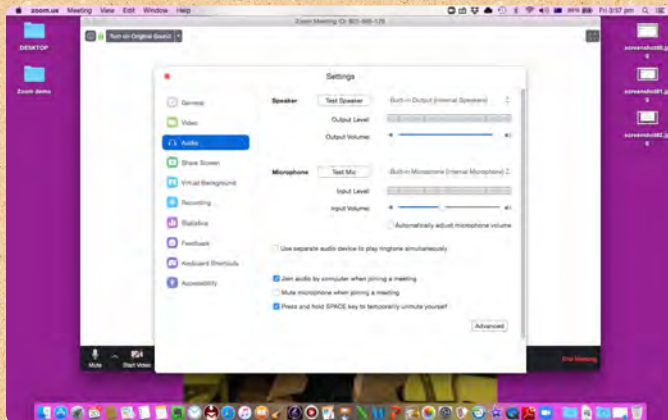 zoom.us Meeting View Edit Window Help Fri 3:57 pm
Turn on Original Sound
DESKTOP
Zoom demo
Settings
General
Video
Audio
Share Screen
Virtual Background
Recording
Statistics
Feedback
Keyboard Shortcuts
Accessibility
Speaker Test Speaker Built-in Output (Internal Speakers)
Output Level:
Output Volume:
Microphone Test Mic Built-in Microphone (Internal Microphone)
Input Level:
Input Volume:
Automatically adjust microphone volume
Use separate audio device to play ringtone simultaneously
Join audio by computer when joining a meeting
Mute microphone when joining a meeting
Press and hold SPACE key to temporarily unmute yourself
Advanced
Mute Start Video End Meeting